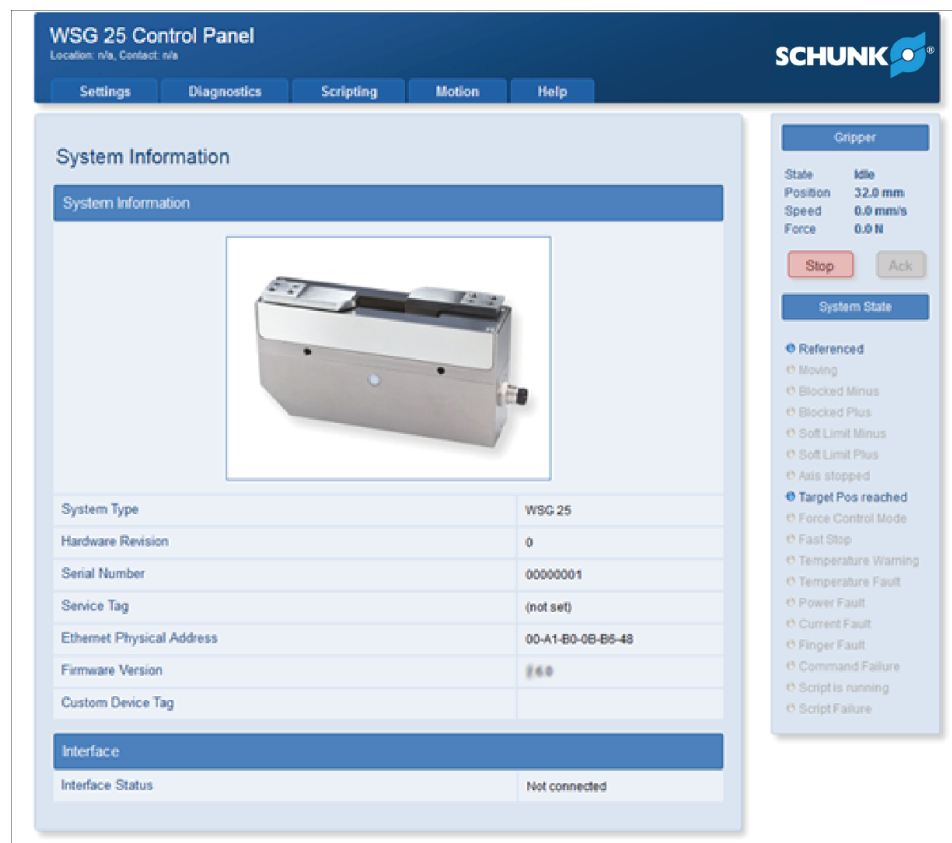 WSG 25 Control Panel
Location: n/a, Contact: n/a
SCHUNK ®
Settings Diagnostics Scripting Motion Help
System Information
System Information
System Type WSG 25
Hardware Revision 0
Serial Number 00000001
Service Tag (not set)
Ethernet Physical Address 00-A1-B0-0B-B6-48
Firmware Version
Custom Device Tag
Interface
Interface Status Not connected
Gripper
State Idle
Position 32.0 mm
Speed 0.0 mm/s
Force 0.0 N
Stop Ack
System State
Referenced
Moving
Blocked Minus
Blocked Plus
Soft Limit Minus
Soft Limit Plus
Axis stopped
Target Pos reached
Force Control Mode
Fast Stop
Temperature Warning
Temperature Fault
Power Fault
Current Fault
Finger Fault
Command Failure
Script is running
Script Failure